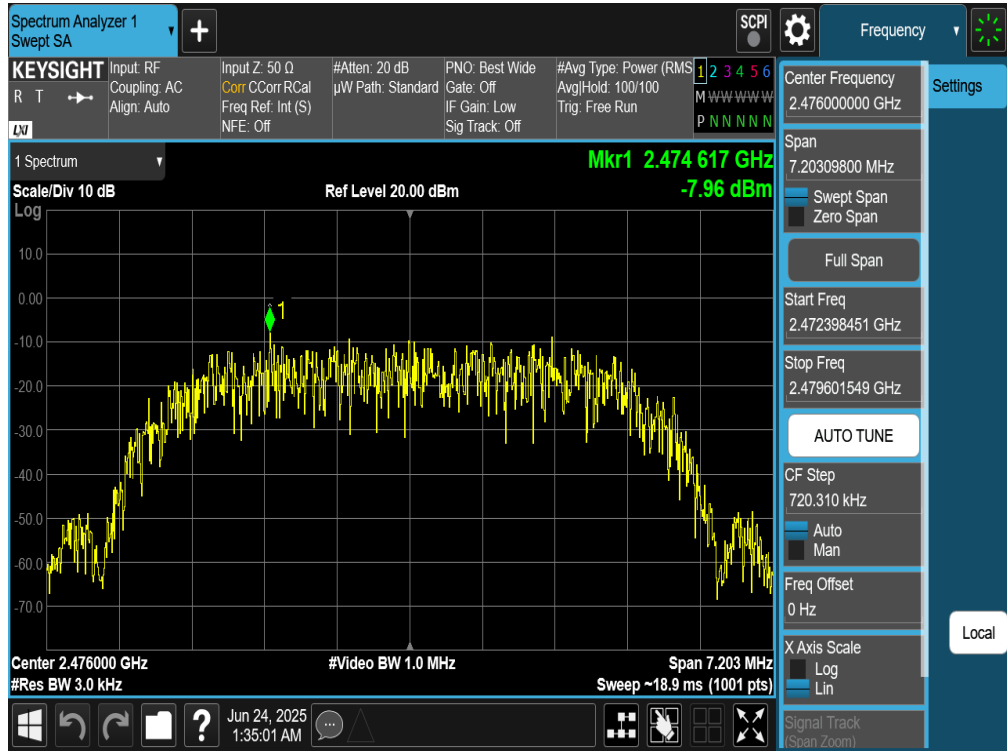 Spectrum Analyzer 1
Swept SA
+
SCPI
Frequency
KEYSIGHT
R T
LXI
Input: RF
Coupling: AC
Align: Auto
Input Z: 50 Ω
Corr CCorr RCal
Freq Ref: Int (S)
NFE: Off
#Atten: 20 dB
µW Path: Standard
PNO: Best Wide
Gate: Off
IF Gain: Low
Sig Track: Off
#Avg Type: Power (RMS
Avg|Hold: 100/100
Trig: Free Run
1 2 3 4 5 6
M W W W W W W
P N N N N N N
1 Spectrum
Mkr1 2.474 617 GHz
-7.96 dBm
Scale/Div 10 dB
Ref Level 20.00 dBm
Log
10.0
0.00
-10.0
-20.0
-30.0
-40.0
-50.0
-60.0
-70.0
1
Center 2.476000 GHz
#Video BW 1.0 MHz
Span 7.203 MHz
#Res BW 3.0 kHz
Sweep ~18.9 ms (1001 pts)
?
Jun 24, 2025
1:35:01 AM
Center Frequency
2.476000000 GHz
Span
7.20309800 MHz
Swept Span
Zero Span
Full Span
Start Freq
2.472398451 GHz
Stop Freq
2.479601549 GHz
AUTO TUNE
CF Step
720.310 kHz
Auto
Man
Freq Offset
0 Hz
X Axis Scale
Log
Lin
Signal Track
(Span Zoom)
Settings
Local